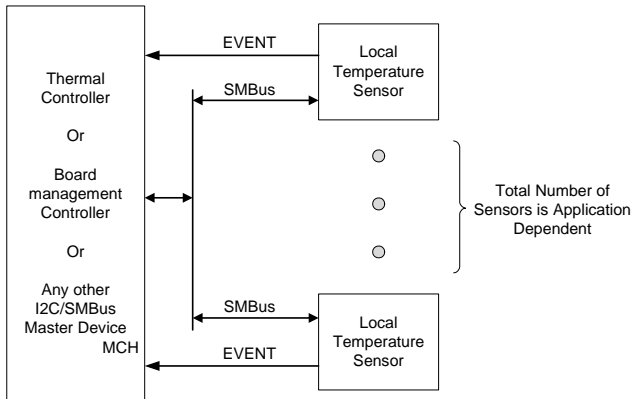 Thermal
Controller
Or
Board
management
Controller
Or
Any other
I2C/SMBus
Master Device
MCH
EVENT
SMBus
Local
Temperature
Sensor
Total Number of
Sensors is Application
Dependent
SMBus
EVENT
Local
Temperature
Sensor